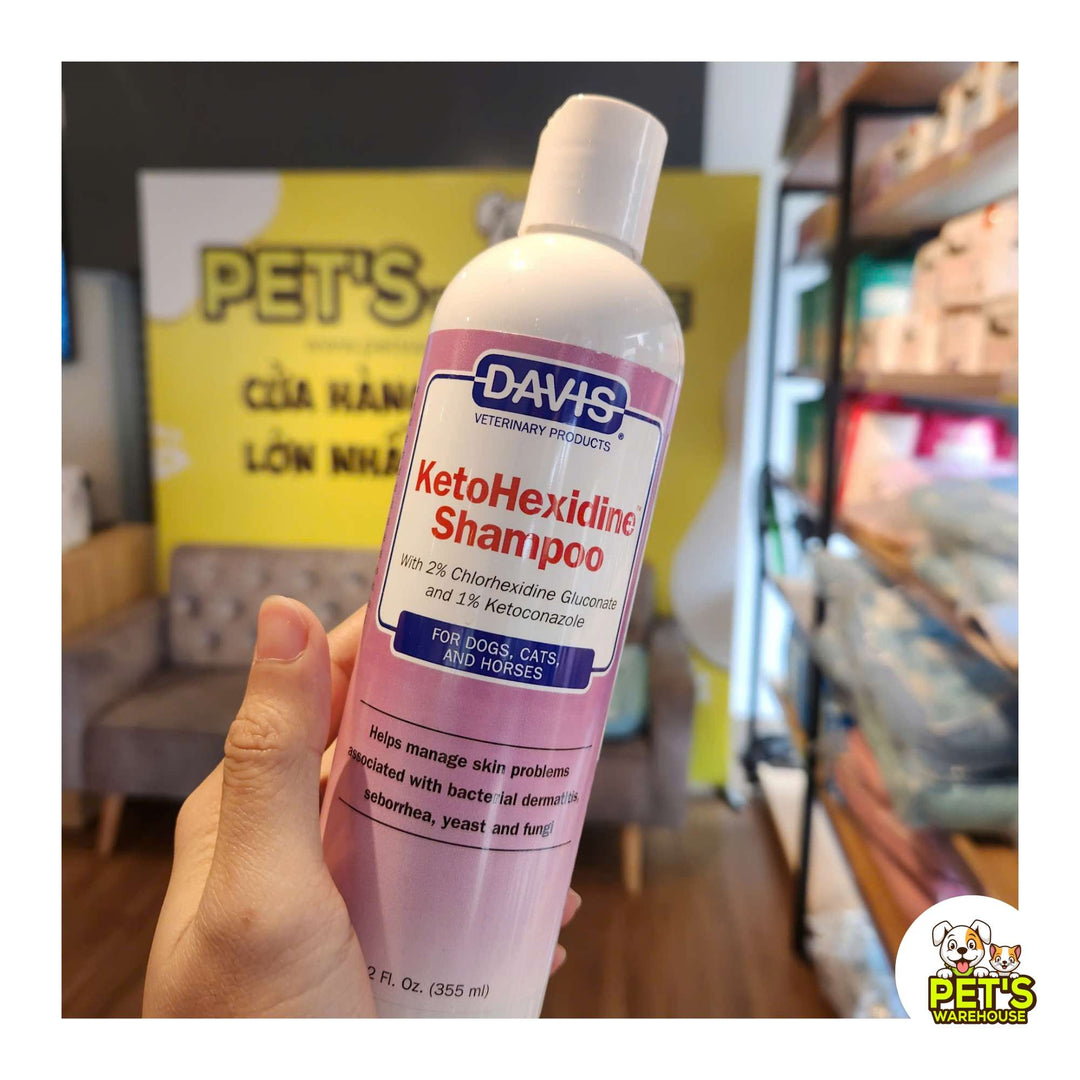 PET'S
CỬA HÀNG
LỚN NHẤ
DAVIS
VETERINARY PRODUCTS ®
KetoHexidine™
Shampoo
With 2% Chlorhexidine Gluconate
and 1% Ketoconazole
FOR DOGS, CATS,
AND HORSES
Helps manage skin problems
associated with bacterial dermatitis,
seborrhea, yeast and fungi
2 Fl. Oz. (355 ml)
PET'S
WAREHOUSE